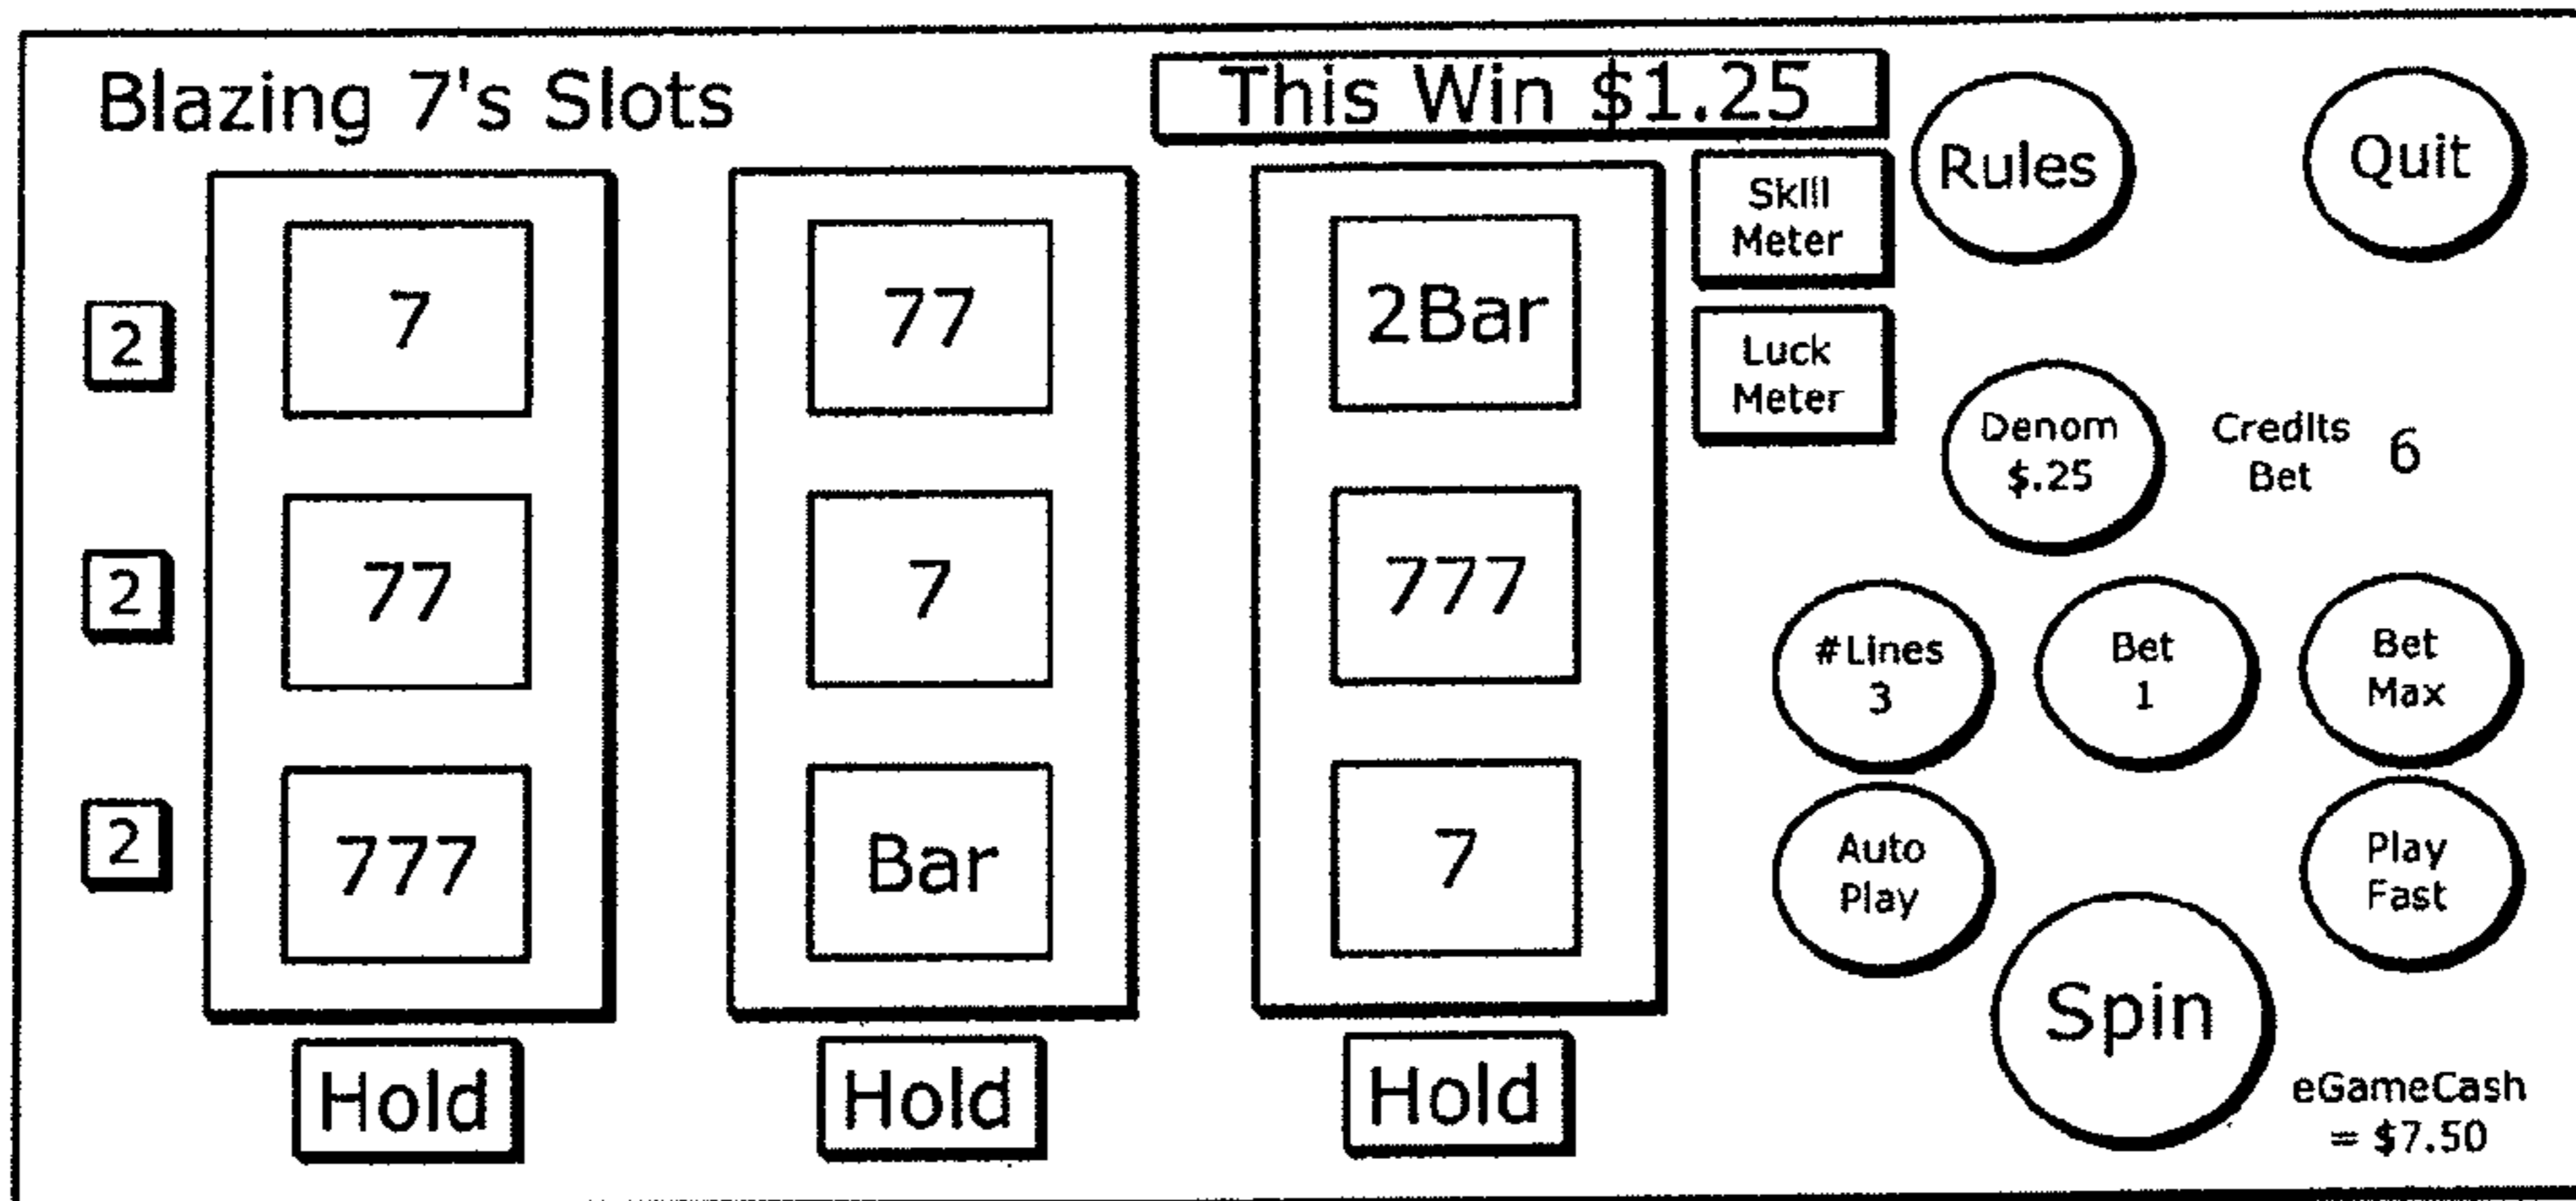 Blazing 7's Slots
This Win $1.25
Rules
Quit
Skill
Meter
Luck
Meter
2
7
77
2Bar
Denom
$.25
Credits
Bet
6
2
77
7
777
#Lines
3
Bet
1
Bet
Max
2
777
Bar
7
Auto
Play
Play
Fast
Spin
Hold
Hold
Hold
eGameCash
= $7.50